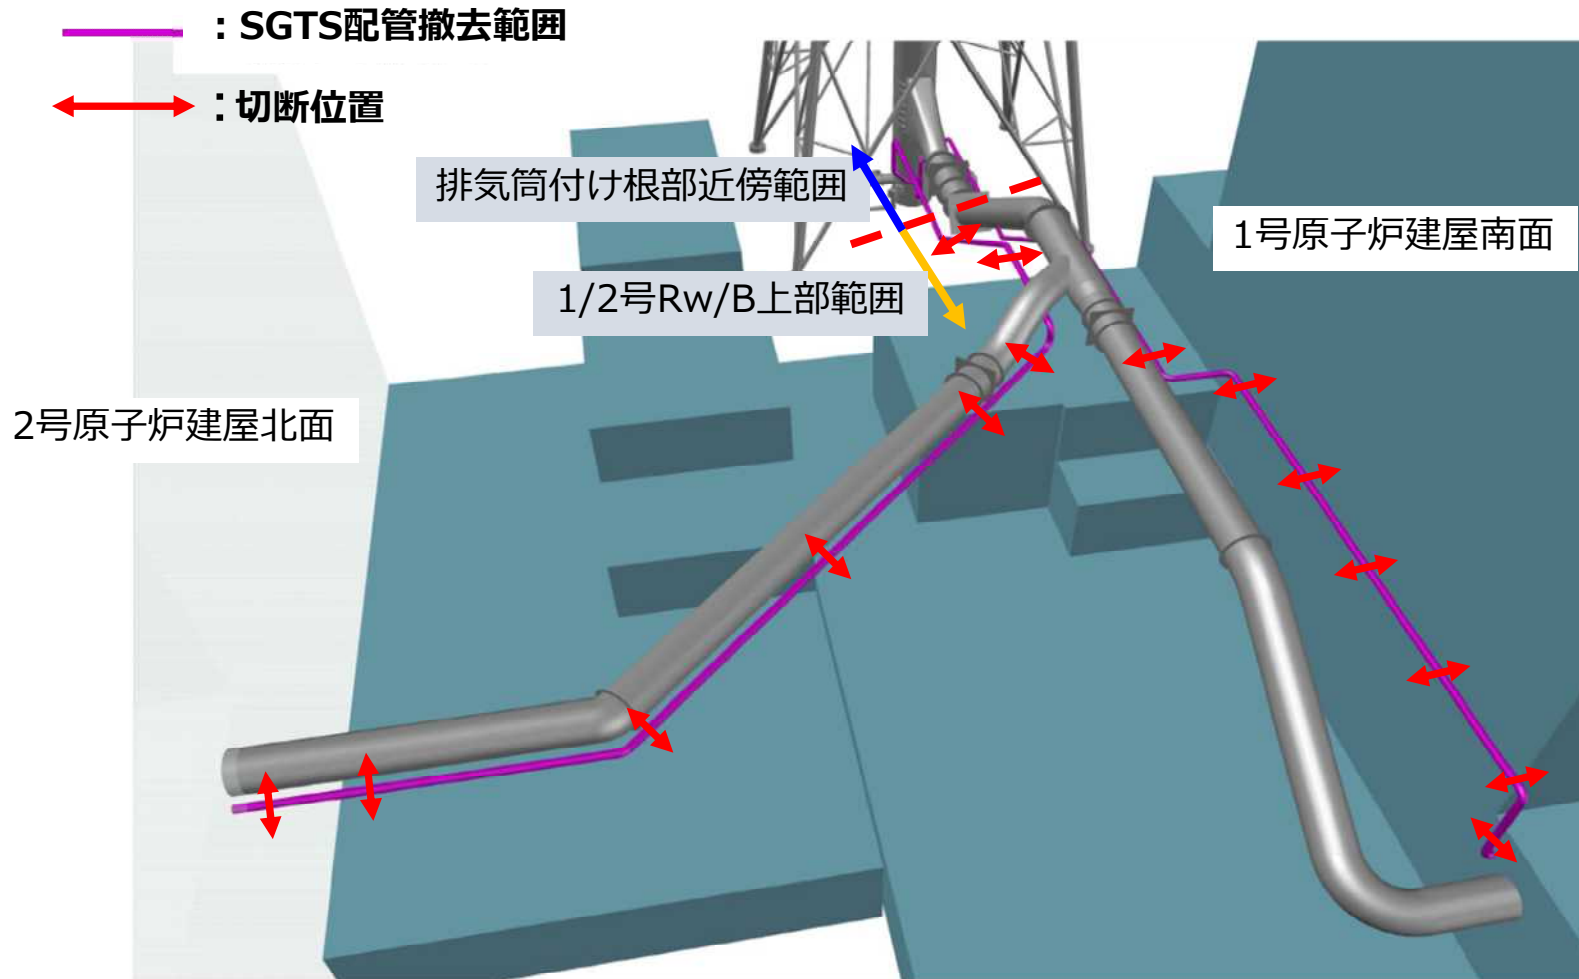 ：SGTS配管撤去範囲
：切断位置
排気筒付け根部近傍範囲
1号原子炉建屋南面
1/2号Rw/B上部範囲
2号原子炉建屋北面